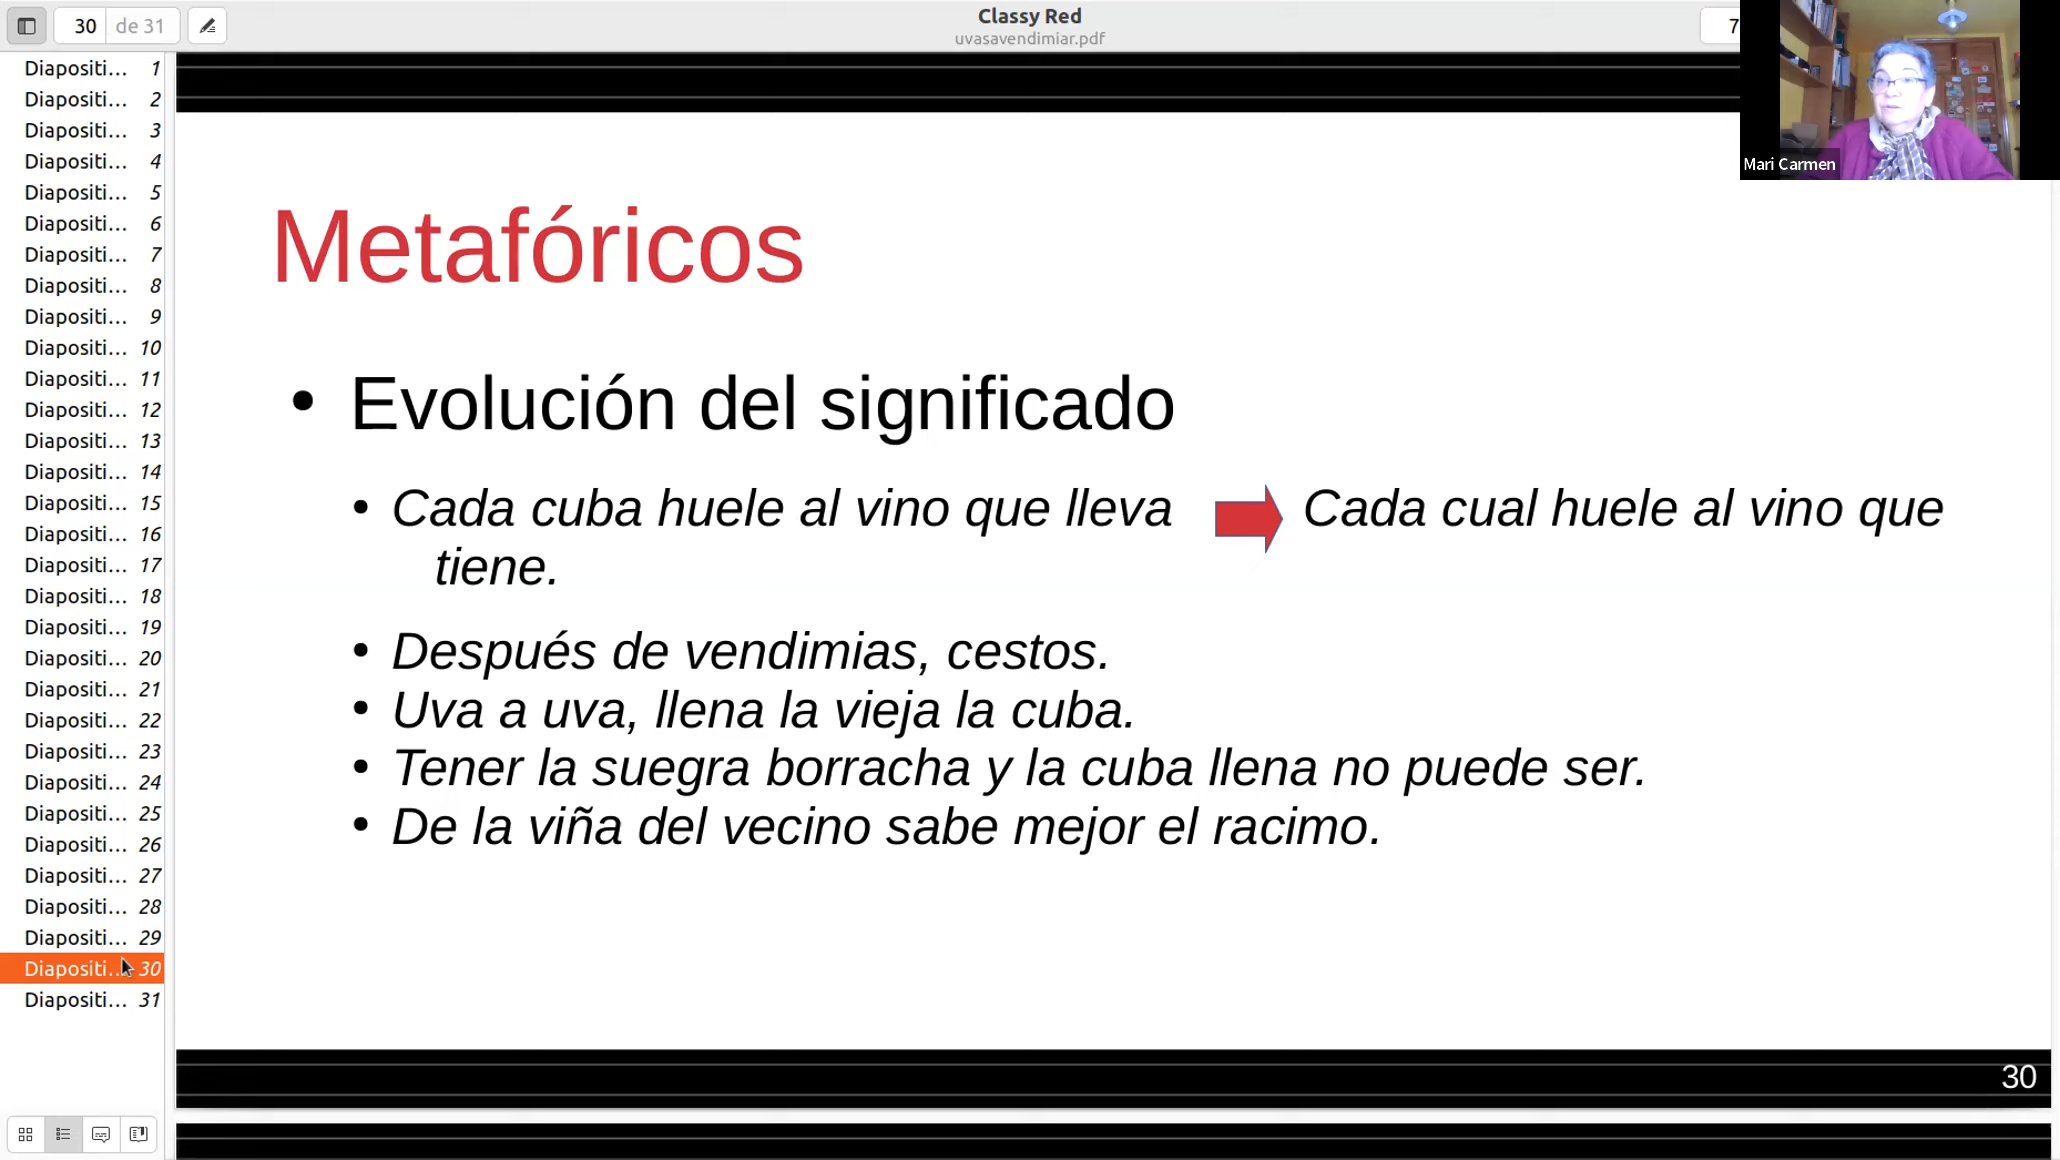 30 de 31
Classy Red
uvasavendimiar.pdf
7
Mari Carmen
Diapositi... 1
Diapositi... 2
Diapositi... 3
Diapositi... 4
Diapositi... 5
Diapositi... 6
Diapositi... 7
Diapositi... 8
Diapositi... 9
Diapositi... 10
Diapositi... 11
Diapositi... 12
Diapositi... 13
Diapositi... 14
Diapositi... 15
Diapositi... 16
Diapositi... 17
Diapositi... 18
Diapositi... 19
Diapositi... 20
Diapositi... 21
Diapositi... 22
Diapositi... 23
Diapositi... 24
Diapositi... 25
Diapositi... 26
Diapositi... 27
Diapositi... 28
Diapositi... 29
Diapositi... 30
Diapositi... 31
Metafóricos
• Evolución del significado
• Cada cuba huele al vino que lleva Cada cual huele al vino que
tiene.
• Después de vendimias, cestos.
• Uva a uva, llena la vieja la cuba.
• Tener la suegra borracha y la cuba llena no puede ser.
• De la viña del vecino sabe mejor el racimo.
30